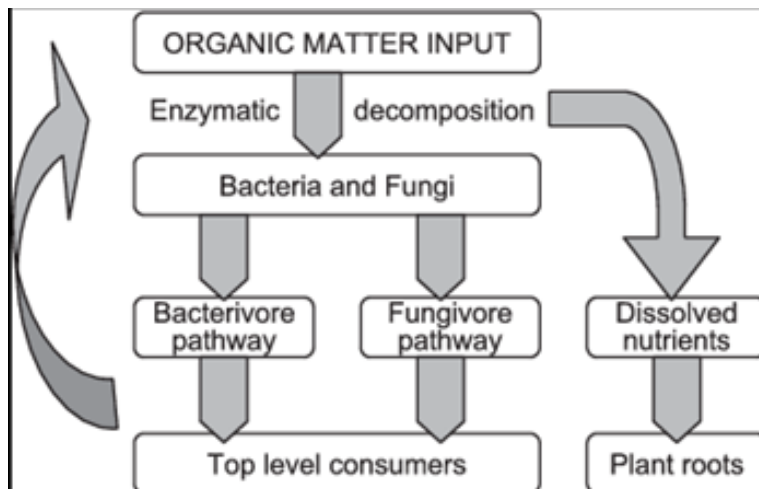 ORGANIC MATTER INPUT
Enzymatic decomposition
Bacteria and Fungi
Bacterivore
pathway
Fungivore
pathway
Dissolved
nutrients
Top level consumers
Plant roots